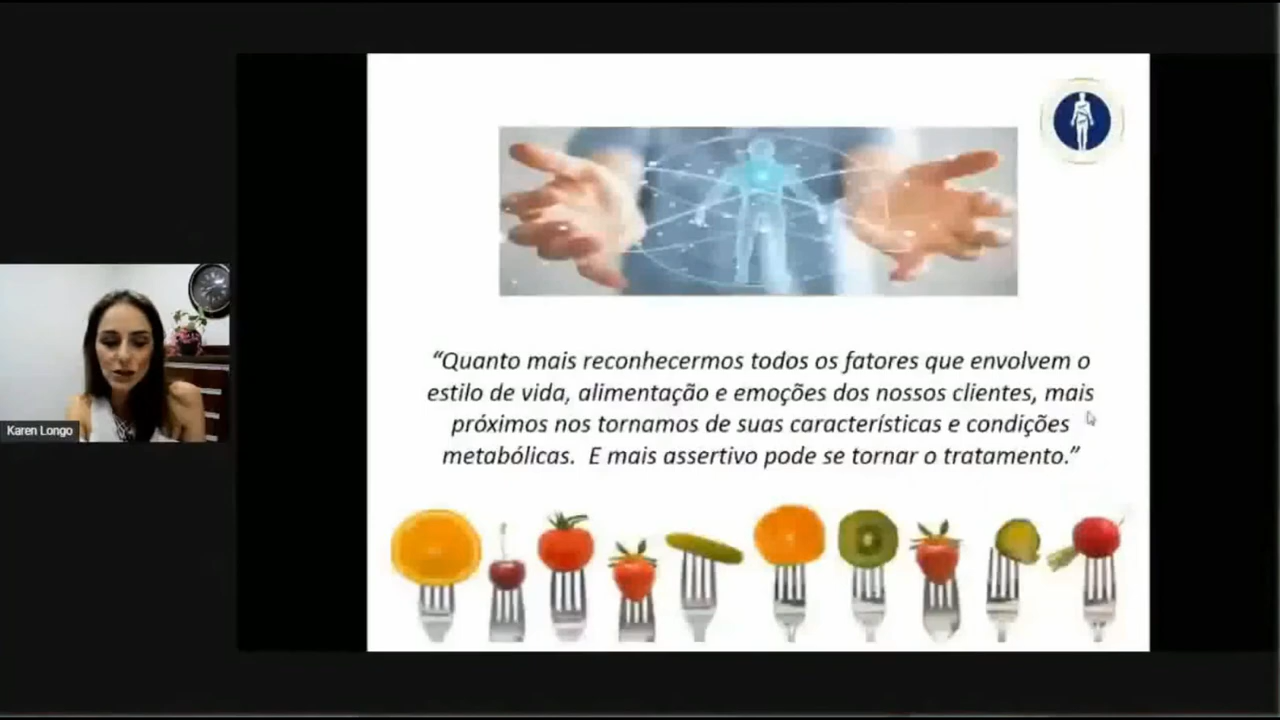 “Quanto mais reconhecermos todos os fatores que envolvem o
estilo de vida, alimentação e emoções dos nossos clientes, mais
próximos nos tornamos de suas características e condições
metabólicas.  E mais assertivo pode se tornar o tratamento.”
Karen Longo